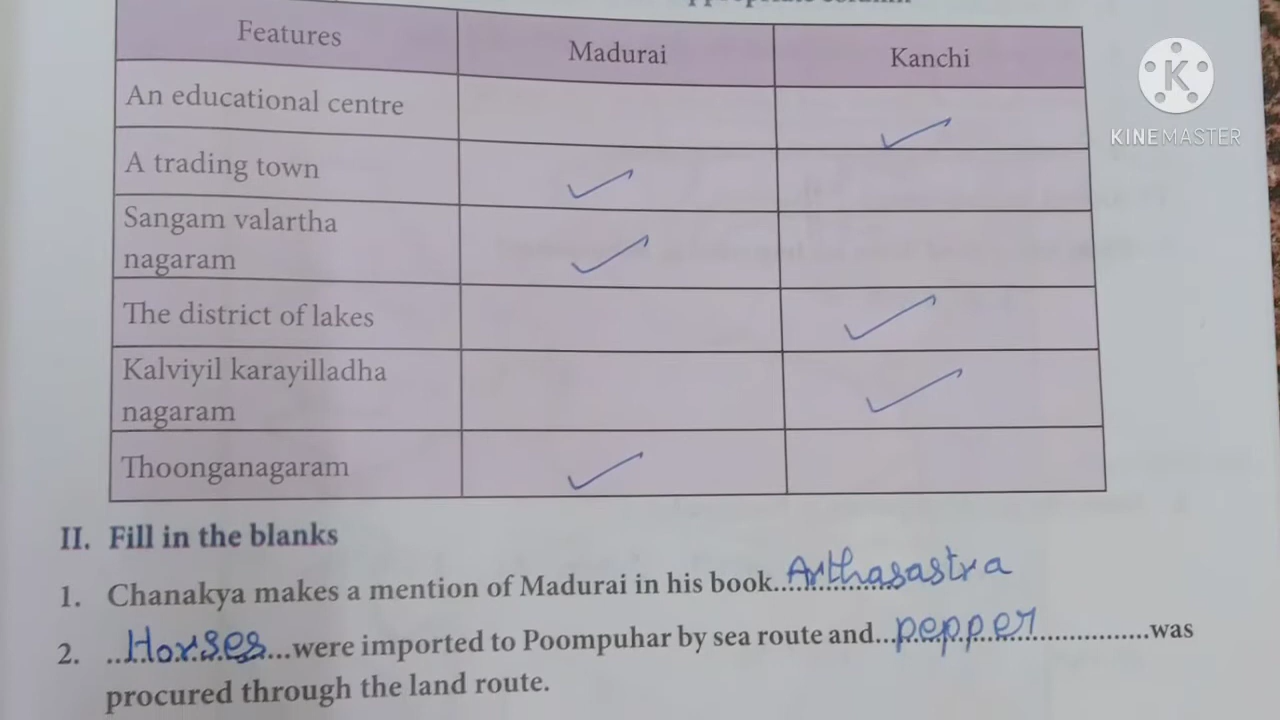 Features Madurai Kanchi
An educational centre ✓
A trading town ✓
Sangam valartha
nagaram ✓
The district of lakes ✓
Kalviyil karayilladha
nagaram ✓
Thoonganagaram ✓
II. Fill in the blanks
1. Chanakya makes a mention of Madurai in his book....Arthasastra
2. ...Horses...were imported to Poompuhar by sea route and...pepper...was
procured through the land route.
K
KINEMASTER